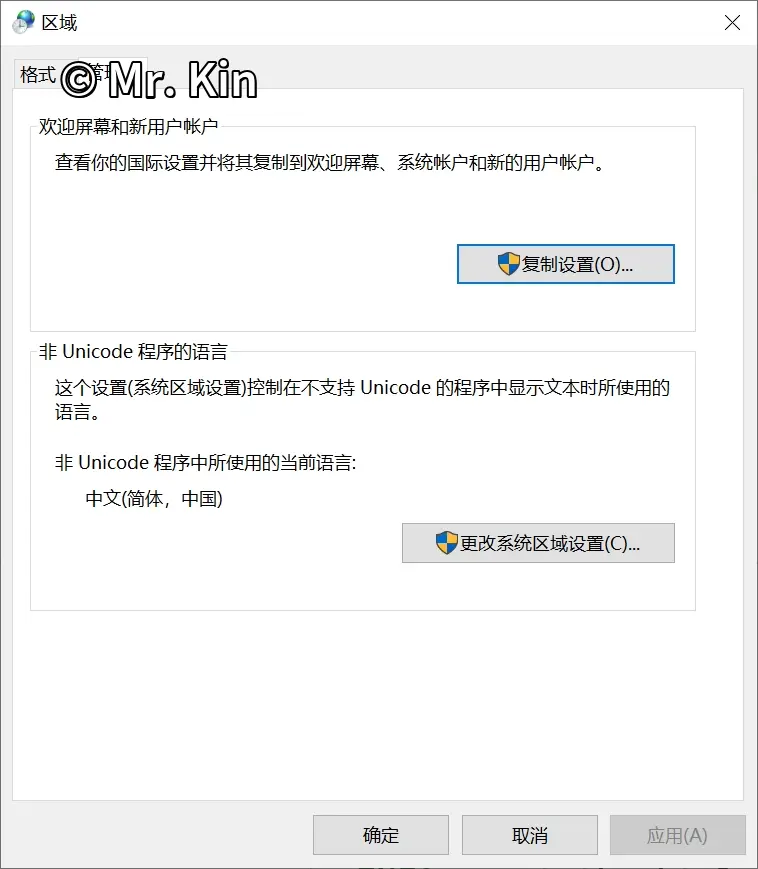 区域
格式
© Mr. Kin
欢迎屏幕和新用户帐户
查看你的国际设置并将其复制到欢迎屏幕、系统帐户和新的用户帐户。
复制设置(O)...
非 Unicode 程序的语言
这个设置(系统区域设置)控制在不支持 Unicode 的程序中显示文本时所使用的
语言。
非 Unicode 程序中所使用的当前语言:
中文(简体，中国)
更改系统区域设置(C)...
确定
取消
应用(A)